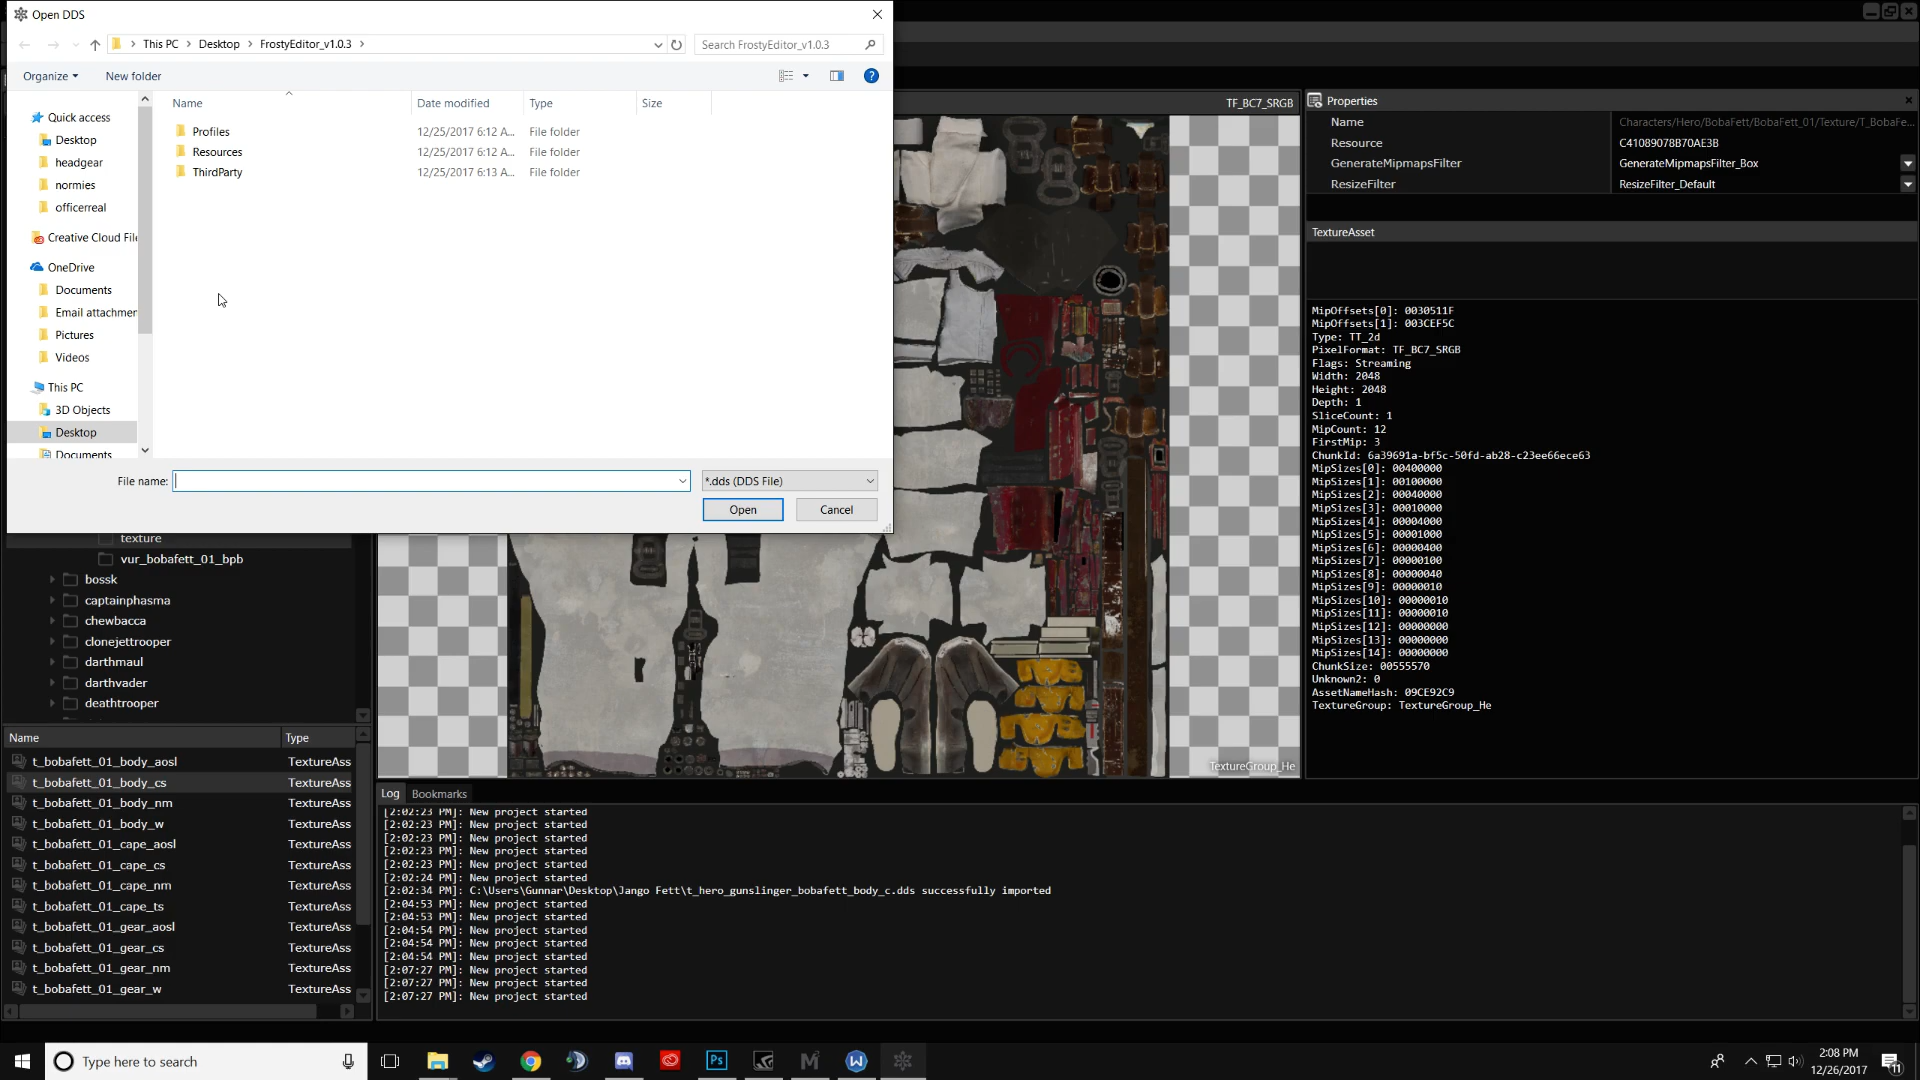 Open DDS
This PC
Desktop
FrostyEditor_v1.0.3
Search FrostyEditor_v1.0.3
Organize
New folder
Name
Date modified
Type
Size
Profiles
12/25/2017 6:12 A...
File folder
Resources
12/25/2017 6:12 A...
File folder
ThirdParty
12/25/2017 6:13 A...
File folder
Quick access
Desktop
headgear
normies
officerreal
Creative Cloud File
OneDrive
Documents
Email attachmen
Pictures
Videos
This PC
3D Objects
Desktop
Documents
File name:
*.dds (DDS File)
Open
Cancel
texture
vur_bobafett_01_bpb
bossk
captainphasma
chewbacca
clonejettrooper
darthmaul
darthvader
deathtrooper
Name
Type
t_bobafett_01_body_aosl
TextureAss
t_bobafett_01_body_cs
TextureAss
t_bobafett_01_body_nm
TextureAss
t_bobafett_01_body_w
TextureAss
t_bobafett_01_cape_aosl
TextureAss
t_bobafett_01_cape_cs
TextureAss
t_bobafett_01_cape_nm
TextureAss
t_bobafett_01_cape_ts
TextureAss
t_bobafett_01_gear_aosl
TextureAss
t_bobafett_01_gear_cs
TextureAss
t_bobafett_01_gear_nm
TextureAss
t_bobafett_01_gear_w
TextureAss
TF_BC7_SRGB
TextureGroup_He
Properties
Name
Characters/Hero/BobaFett/BobaFett_01/Texture/T_BobaFe...
Resource
C41089078B70AE3B
GenerateMipmapsFilter
GenerateMipmapsFilter_Box
ResizeFilter
ResizeFilter_Default
TextureAsset
MipOffsets[0]: 0030511F
MipOffsets[1]: 003CEF5C
Type: TT_2d
PixelFormat: TF_BC7_SRGB
Flags: Streaming
Width: 2048
Height: 2048
Depth: 1
SliceCount: 1
MipCount: 12
FirstMip: 3
ChunkId: 6a39691a-bf5c-50fd-ab28-c23ee66ece63
MipSizes[0]: 00400000
MipSizes[1]: 00100000
MipSizes[2]: 00040000
MipSizes[3]: 00010000
MipSizes[4]: 00004000
MipSizes[5]: 00001000
MipSizes[6]: 00000400
MipSizes[7]: 00000100
MipSizes[8]: 00000040
MipSizes[9]: 00000010
MipSizes[10]: 00000010
MipSizes[11]: 00000010
MipSizes[12]: 00000000
MipSizes[13]: 00000000
MipSizes[14]: 00000000
ChunkSize: 00555570
Unknown2: 0
AssetNameHash: 09CE92C9
TextureGroup: TextureGroup_He
Log
Bookmarks
[2:02:23 PM]: New project started
[2:02:23 PM]: New project started
[2:02:23 PM]: New project started
[2:02:23 PM]: New project started
[2:02:23 PM]: New project started
[2:02:24 PM]: New project started
[2:02:34 PM]: C:\Users\Gunnar\Desktop\Jango Fett\t_hero_gunslinger_bobafett_body_c.dds successfully imported
[2:04:53 PM]: New project started
[2:04:53 PM]: New project started
[2:04:54 PM]: New project started
[2:04:54 PM]: New project started
[2:04:54 PM]: New project started
[2:07:27 PM]: New project started
[2:07:27 PM]: New project started
[2:07:27 PM]: New project started
Type here to search
Ps
2:08 PM
12/26/2017
11